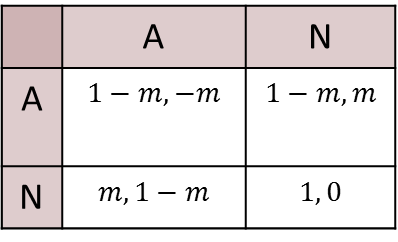 A N
A 1 − m, −m 1 − m, m
N m, 1 − m 1, 0